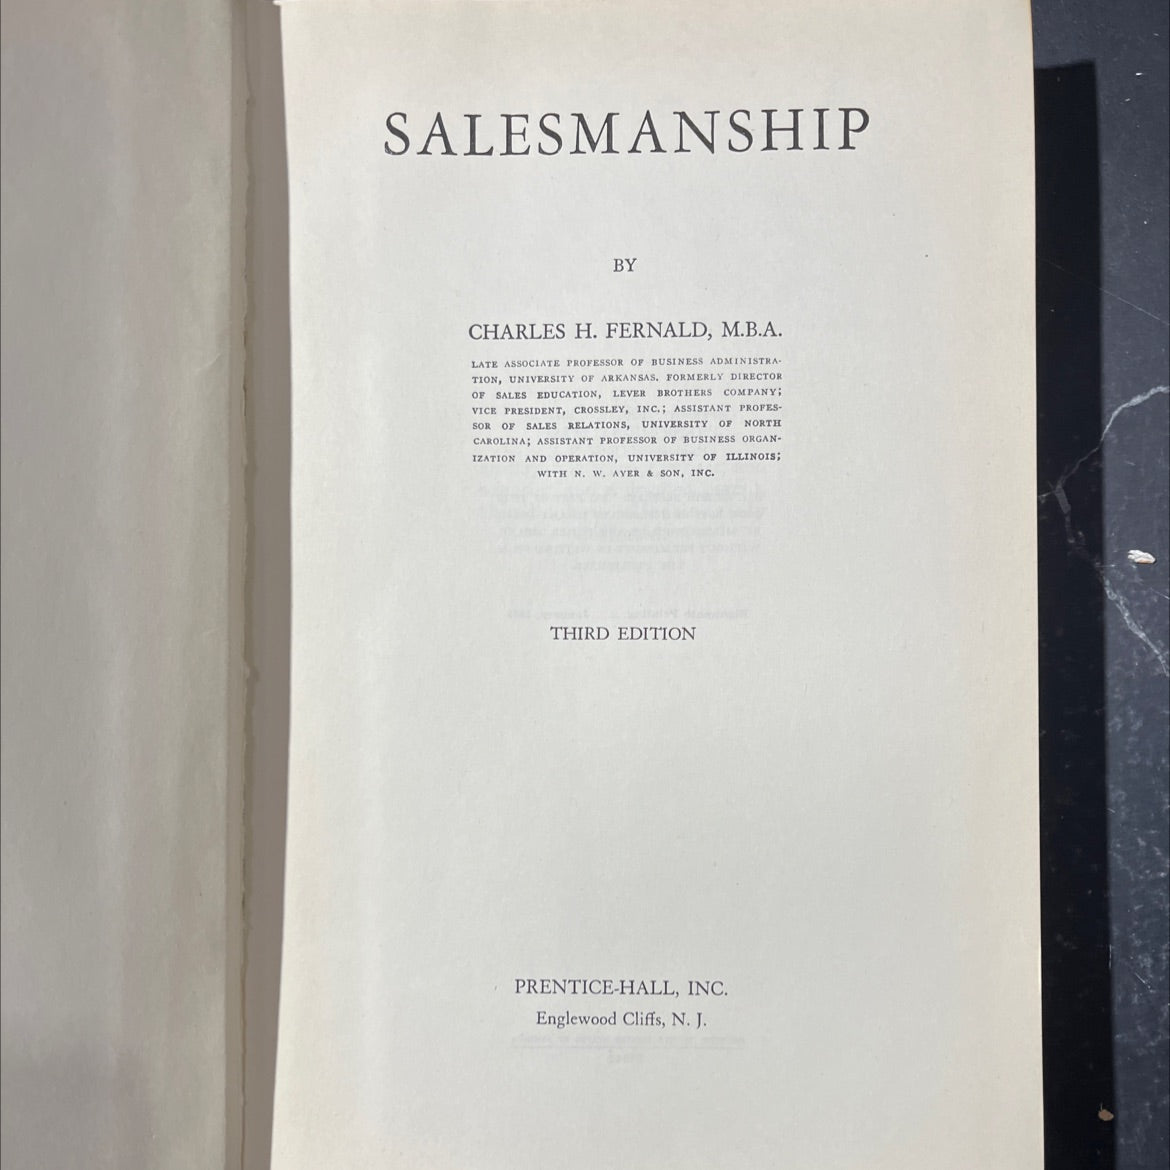 SALESMANSHIP
BY
CHARLES H. FERNALD, M.B.A.
LATE ASSOCIATE PROFESSOR OF BUSINESS ADMINISTRA-
TION, UNIVERSITY OF ARKANSAS. FORMERLY DIRECTOR
OF SALES EDUCATION, LEVER BROTHERS COMPANY;
VICE PRESIDENT, CROSSLEY, INC.; ASSISTANT PROFES-
SOR OF SALES RELATIONS, UNIVERSITY OF NORTH
CAROLINA; ASSISTANT PROFESSOR OF BUSINESS ORGAN-
IZATION AND OPERATION, UNIVERSITY OF ILLINOIS;
WITH N. W. AYER & SON, INC.
THIRD EDITION
PRENTICE-HALL, INC.
Englewood Cliffs, N. J.